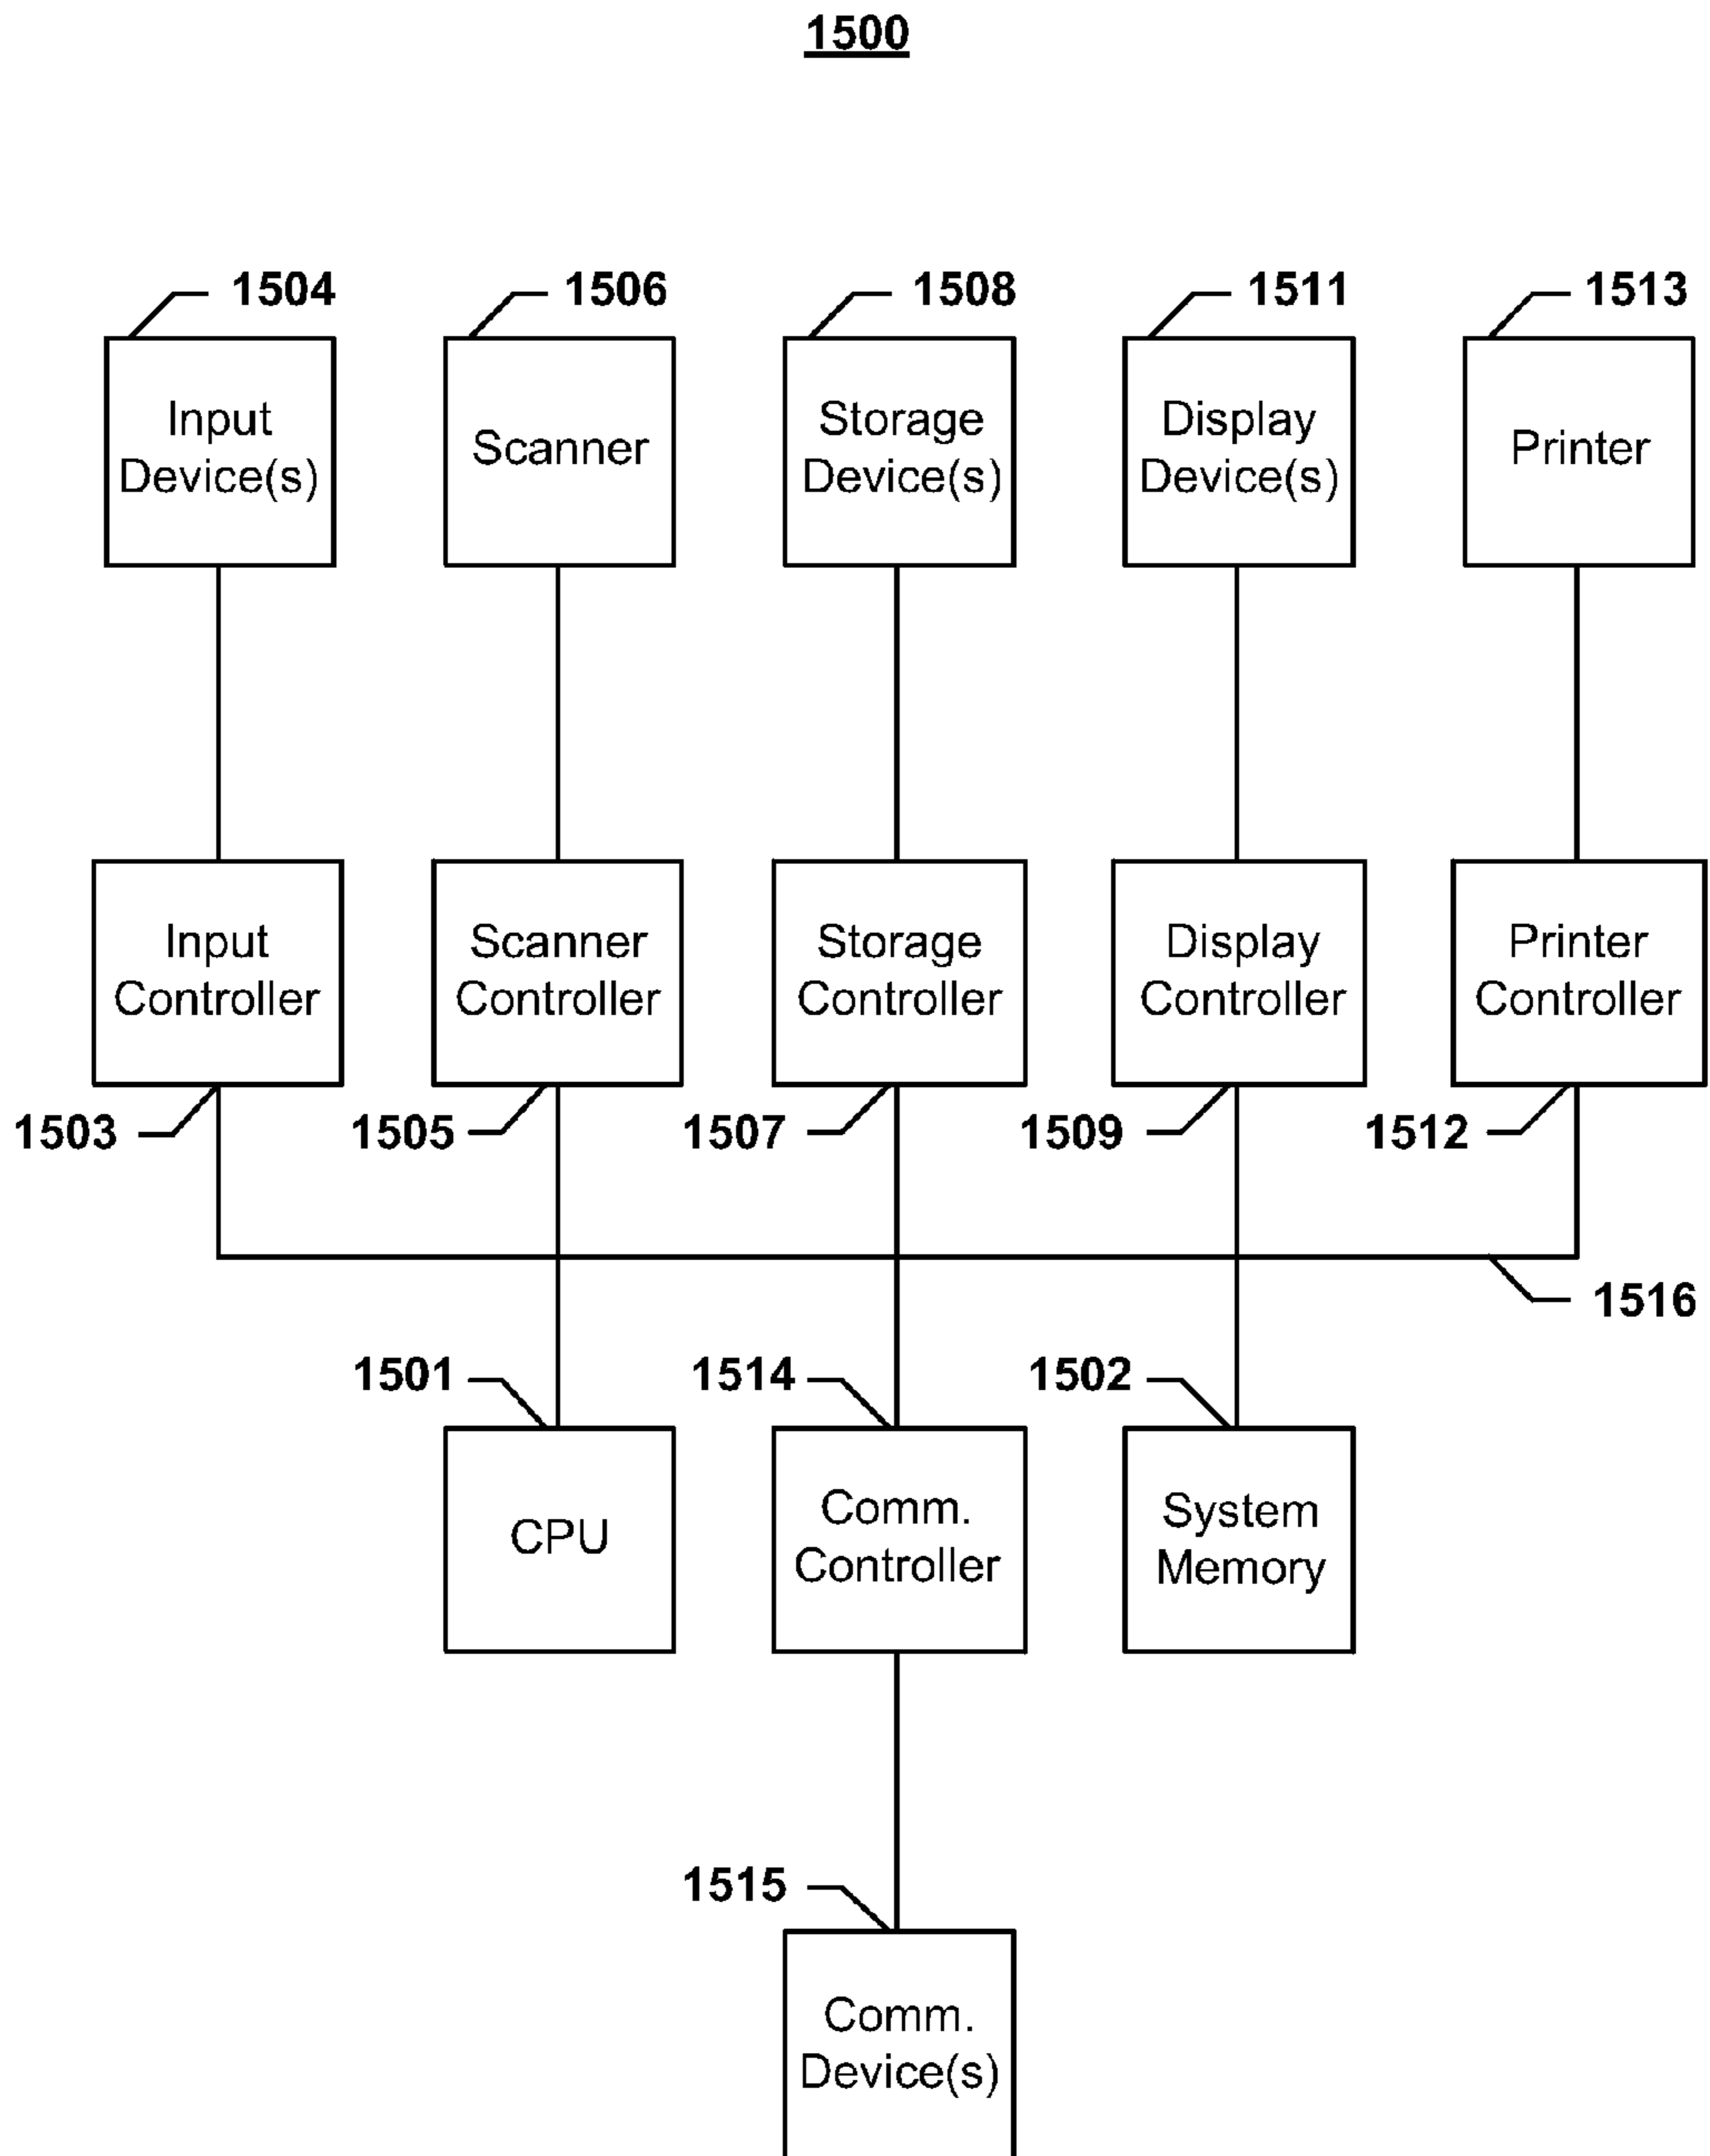 1500
1504
1506
1508
1511
1513
Input
Device(s)
Scanner
Storage
Device(s)
Display
Device(s)
Printer
Input
Controller
Scanner
Controller
Storage
Controller
Display
Controller
Printer
Controller
1503
1505
1507
1509
1512
1516
1501
1514
1502
CPU
Comm.
Controller
System
Memory
1515
Comm.
Device(s)